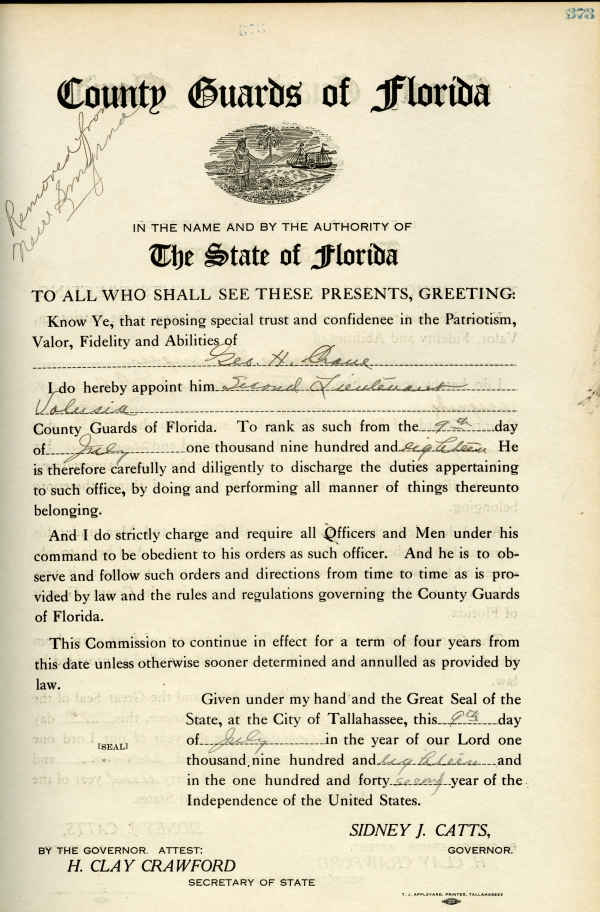 373
County Guards of Florida
Removed from
New Smyrna
IN THE NAME AND BY THE AUTHORITY OF
The State of Florida
TO ALL WHO SHALL SEE THESE PRESENTS, GREETING:
Know Ye, that reposing special trust and confidenee in the Patriotism,
Valor, Fidelity and Abilities of
Geo. H. Crane
I do hereby appoint him Second Lieutenant
Volusia
County Guards of Florida. To rank as such from the 9th day
of July one thousand nine hundred and eighteen He
is therefore carefully and diligently to discharge the duties appertaining
to such office, by doing and performing all manner of things thereunto
belonging.
And I do strictly charge and require all Officers and Men under his
command to be obedient to his orders as such officer. And he is to ob-
serve and follow such orders and directions from time to time as is pro-
vided by law and the rules and regulations governing the County Guards
of Florida.
This Commission to continue in effect for a term of four years from
this date unless otherwise sooner determined and annulled as provided by
law.
Given under my hand and the Great Seal of the
State, at the City of Tallahassee, this 9th day
[SEAL] of July in the year of our Lord one
thousand nine hundred and eighteen and
in the one hundred and forty second year of the
Independence of the United States.
SIDNEY J. CATTS,
BY THE GOVERNOR. ATTEST: GOVERNOR.
H. CLAY CRAWFORD
SECRETARY OF STATE
T. J. APPLEYARD, PRINTER, TALLAHASSEE